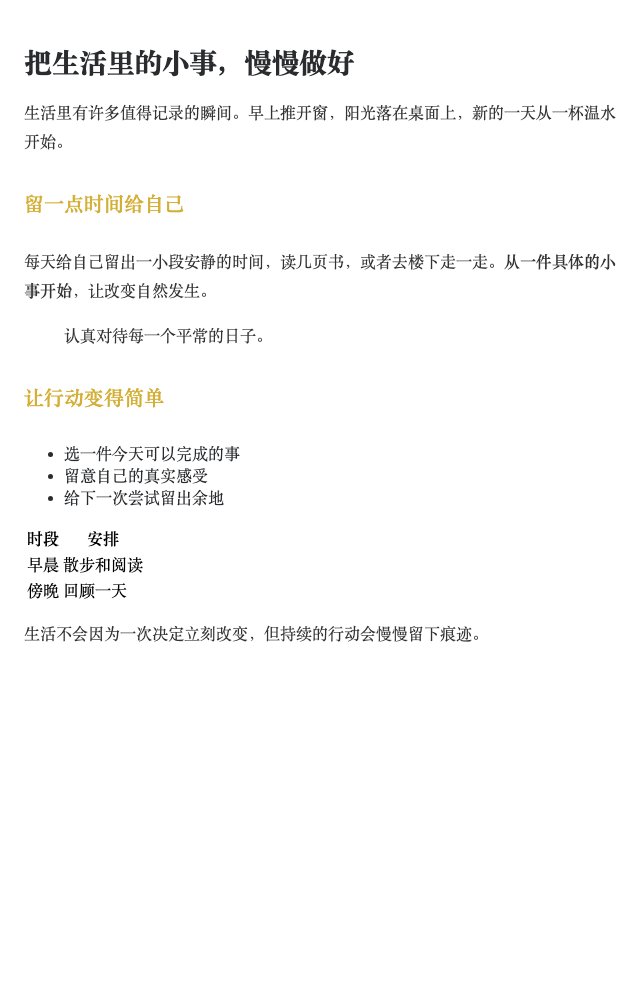 把生活里的小事，慢慢做好
生活里有许多值得记录的瞬间。早上推开窗，阳光落在桌面上，新的一天从一杯温水
开始。
留一点时间给自己
每天给自己留出一小段安静的时间，读几页书，或者去楼下走一走。从一件具体的小
事开始，让改变自然发生。
认真对待每一个平常的日子。
让行动变得简单
• 选一件今天可以完成的事
• 留意自己的真实感受
• 给下一次尝试留出余地
时段 安排
早晨 散步和阅读
傍晚 回顾一天
生活不会因为一次决定立刻改变，但持续的行动会慢慢留下痕迹。